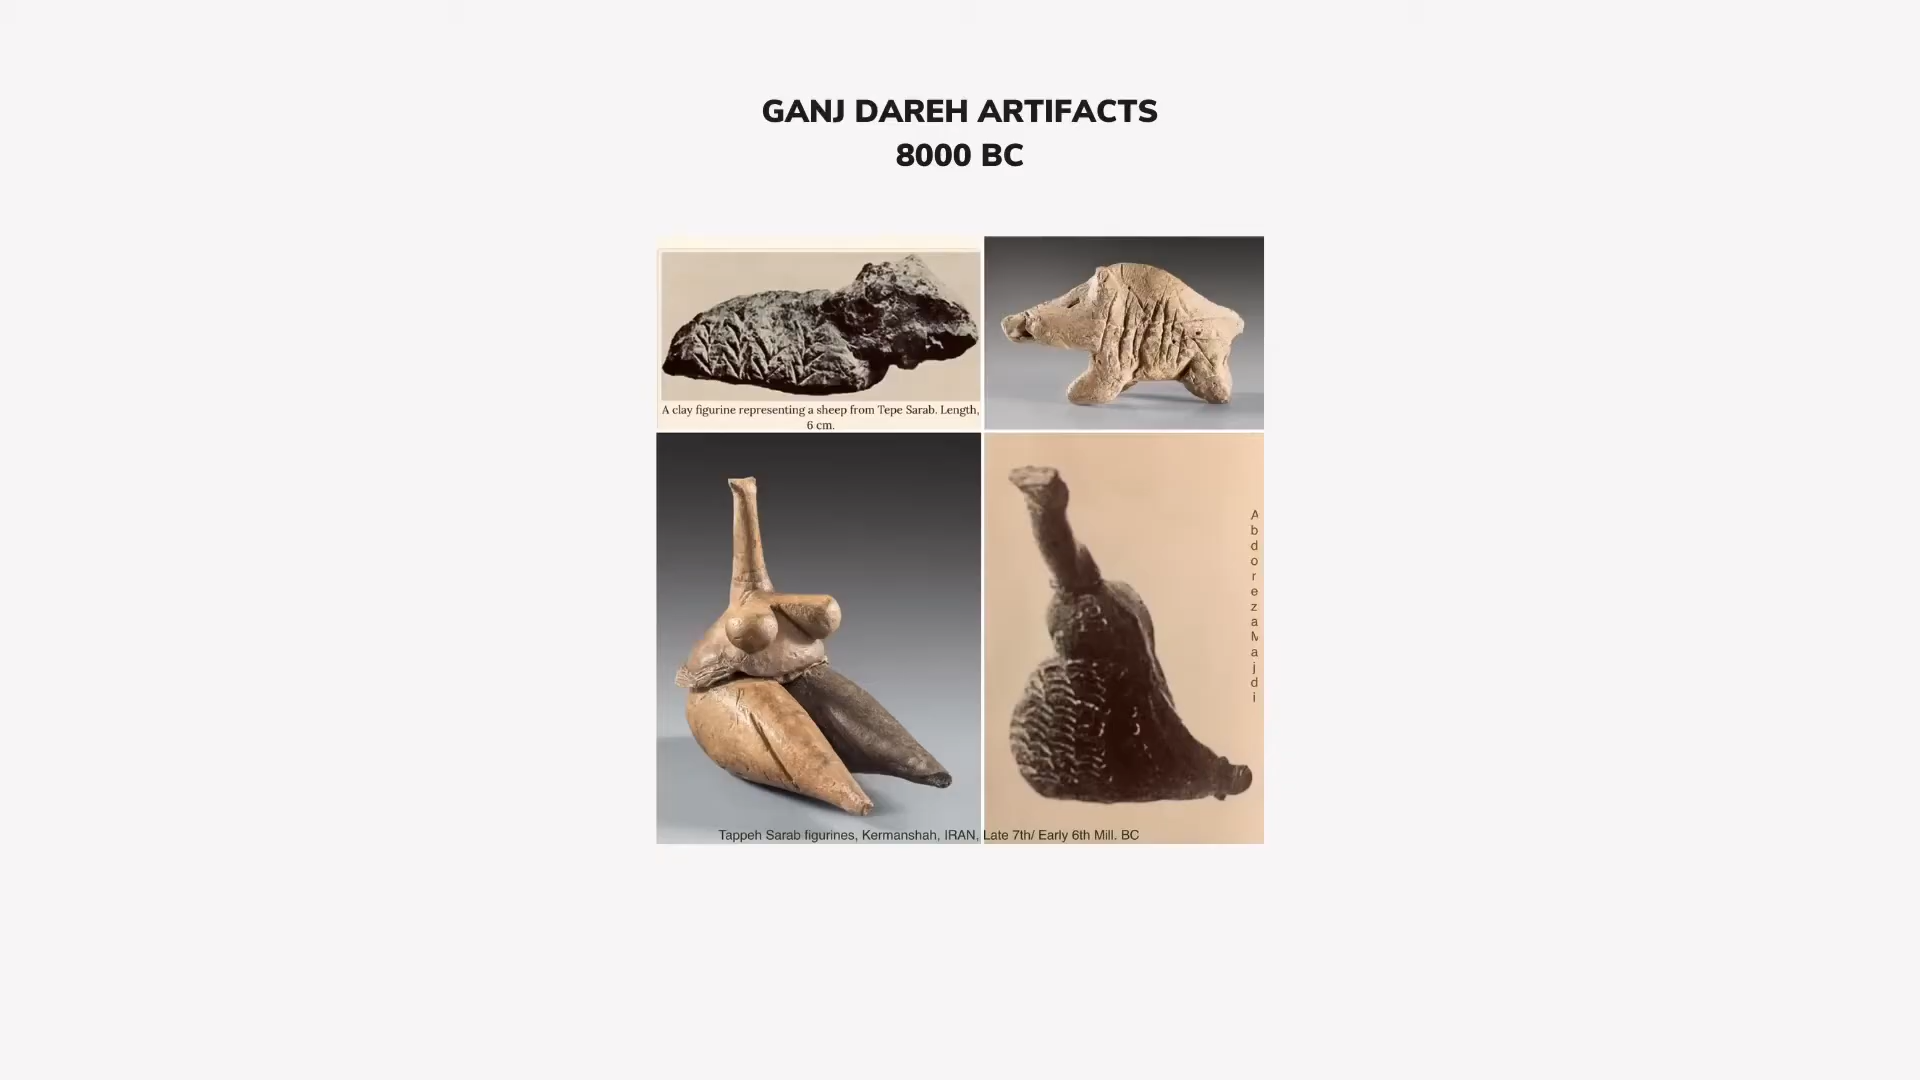 GANJ DAREH ARTIFACTS
8000 BC
A clay figurine representing a sheep from Tepe Sarab. Length,
6 cm.
AbdorezaMajdi
Tappeh Sarab figurines, Kermanshah, IRAN, Late 7th/ Early 6th Mill. BC